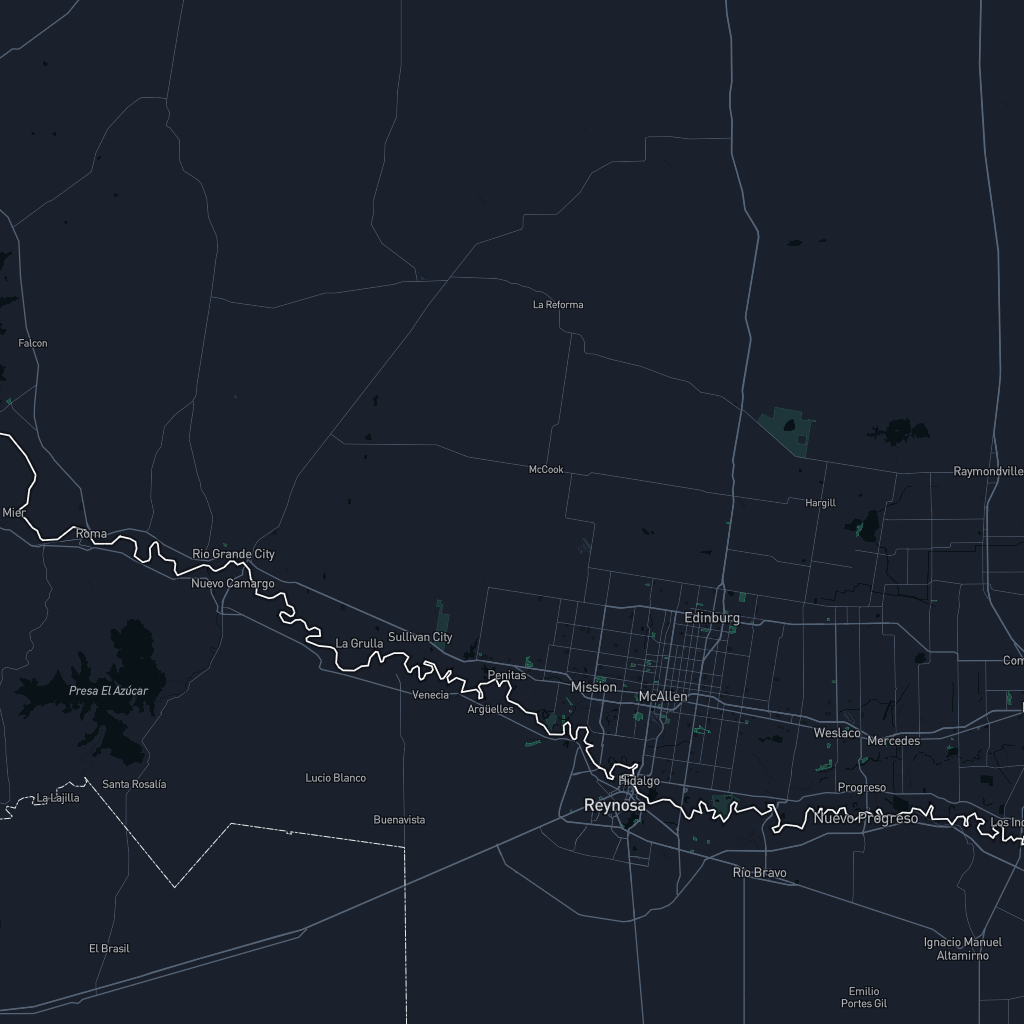 La Reforma
Falcon
McCook
Raymondville
Hargill
Mier
Roma
Rio Grande City
Nuevo Camargo
Edinburg
La Grulla
Sullivan City
Com
Presa El Azúcar
Penitas
Mission
McAllen
Venecia
Argüelles
Weslaco
Mercedes
Lucio Blanco
Santa Rosalía
Hidalgo
Progreso
La Lajilla
Reynosa
Buenavista
Nuevo Progreso
Los Ind
Río Bravo
El Brasil
Ignacio Manuel
Altamirno
Emilio
Portes Gil